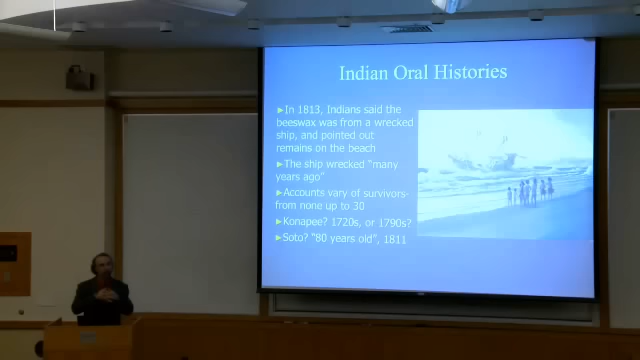 Indian Oral Histories
►In 1813, Indians said the
beeswax was from a wrecked
ship, and pointed out
remains on the beach
►The ship wrecked "many
years ago"
►Accounts vary of survivors-
from none up to 30
►Konapee? 1720s, or 1790s?
►Soto? "80 years old", 1811